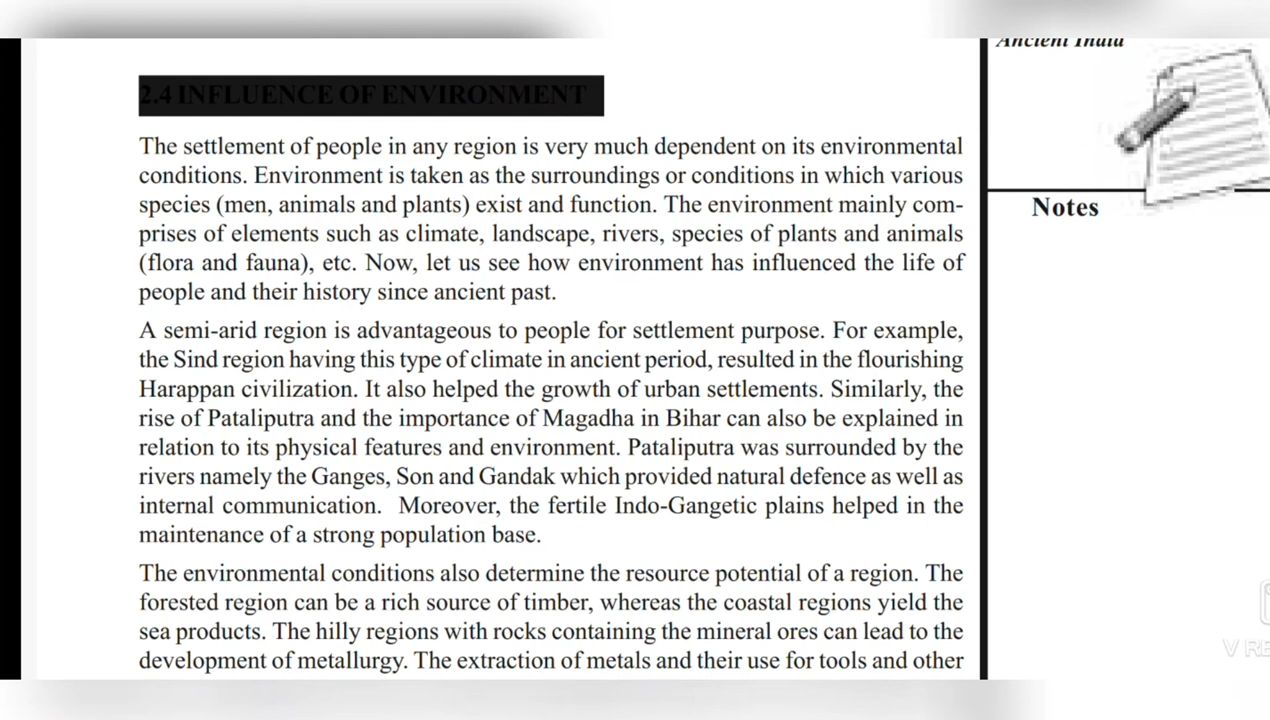 Ancient India
2.4 INFLUENCE OF ENVIRONMENT
The settlement of people in any region is very much dependent on its environmental
conditions. Environment is taken as the surroundings or conditions in which various
species (men, animals and plants) exist and function. The environment mainly com-
prises of elements such as climate, landscape, rivers, species of plants and animals
(flora and fauna), etc. Now, let us see how environment has influenced the life of
people and their history since ancient past.
A semi-arid region is advantageous to people for settlement purpose. For example,
the Sind region having this type of climate in ancient period, resulted in the flourishing
Harappan civilization. It also helped the growth of urban settlements. Similarly, the
rise of Pataliputra and the importance of Magadha in Bihar can also be explained in
relation to its physical features and environment. Pataliputra was surrounded by the
rivers namely the Ganges, Son and Gandak which provided natural defence as well as
internal communication. Moreover, the fertile Indo-Gangetic plains helped in the
maintenance of a strong population base.
The environmental conditions also determine the resource potential of a region. The
forested region can be a rich source of timber, whereas the coastal regions yield the
sea products. The hilly regions with rocks containing the mineral ores can lead to the
development of metallurgy. The extraction of metals and their use for tools and other
Notes